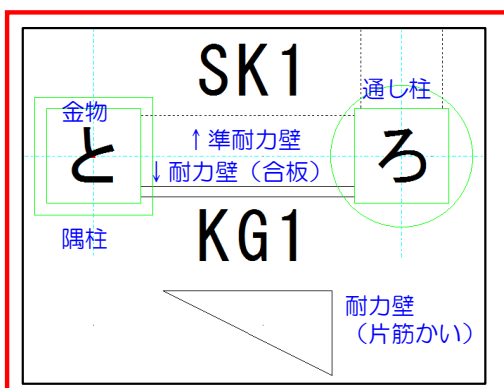 SK1
通し柱
金物
と
↑準耐力壁
ろ
↓耐力壁（合板）
隅柱
KG1
耐力壁
（片筋かい）